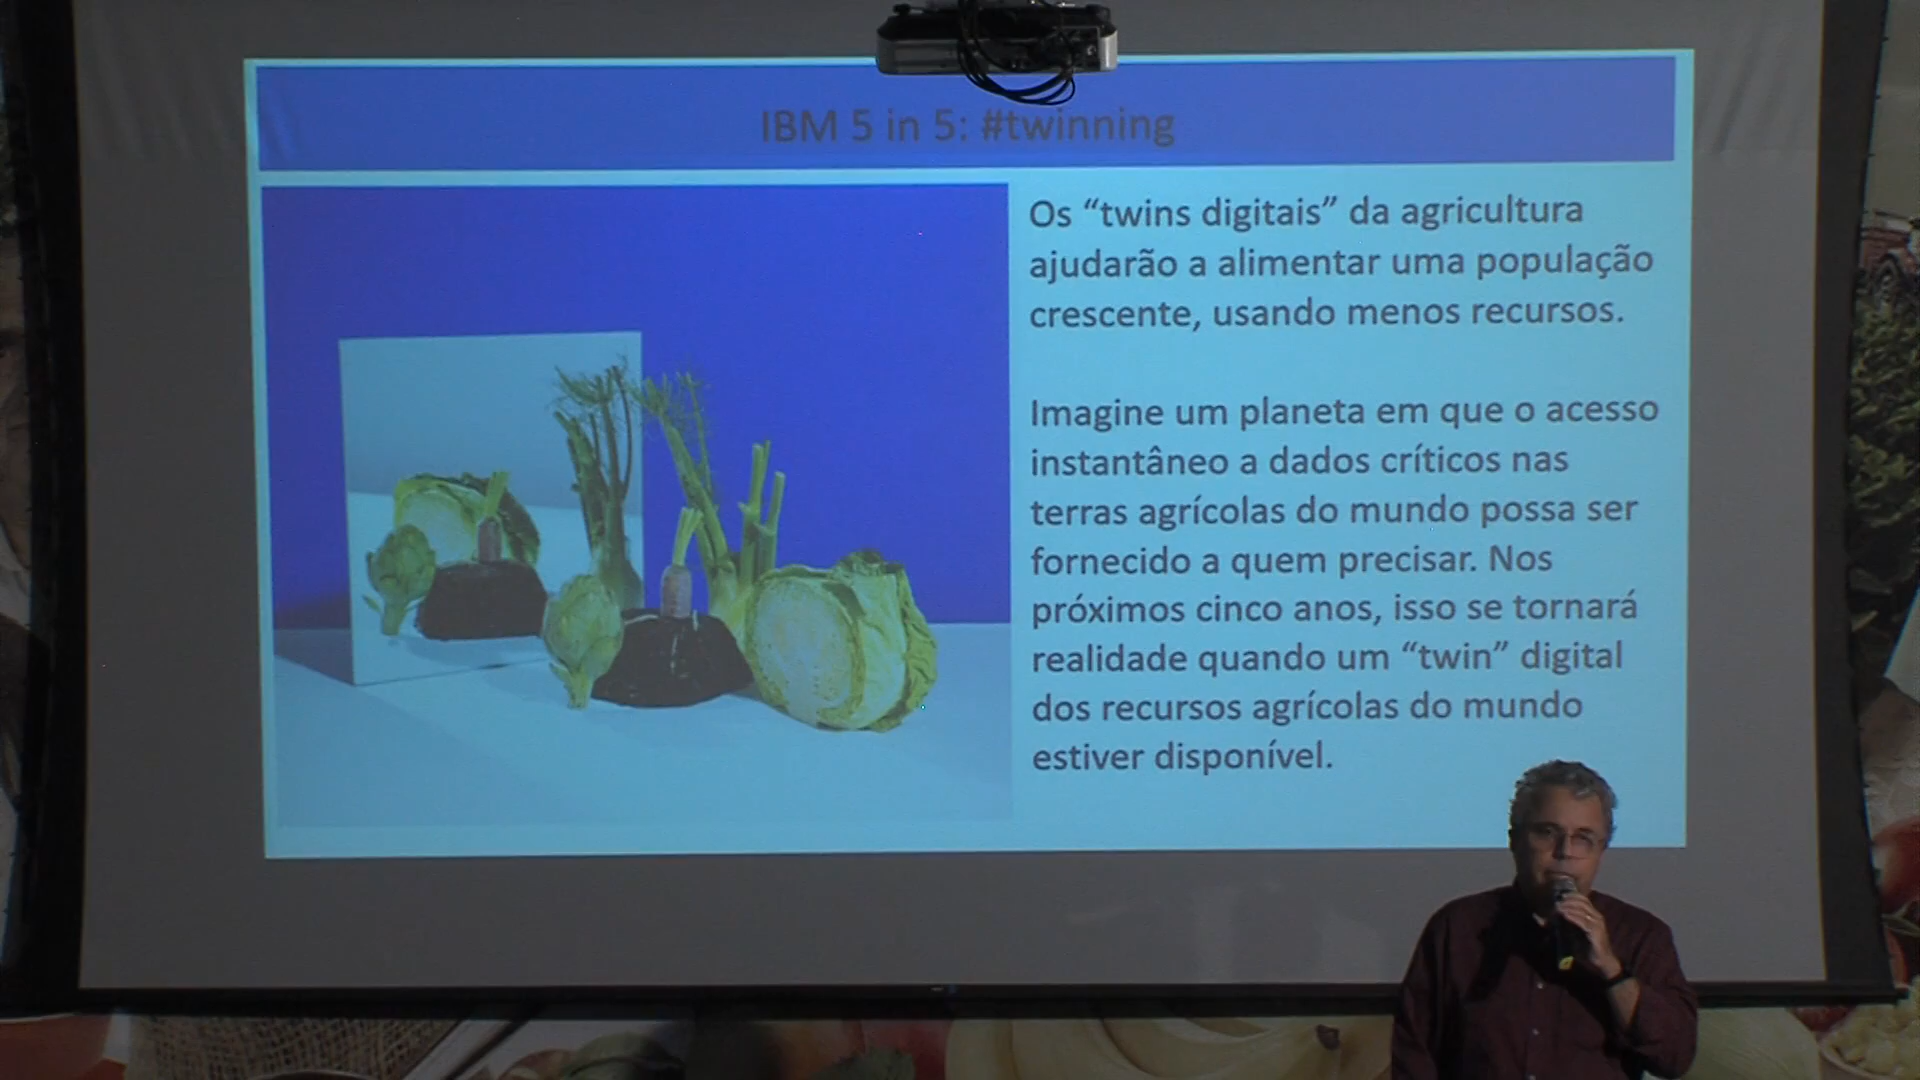 IBM 5 in 5: #twinning
Os “twins digitais” da agricultura
ajudarão a alimentar uma população
crescente, usando menos recursos.
Imagine um planeta em que o acesso
instantâneo a dados críticos nas
terras agrícolas do mundo possa ser
fornecido a quem precisar. Nos
próximos cinco anos, isso se tornará
realidade quando um “twin” digital
dos recursos agrícolas do mundo
estiver disponível.